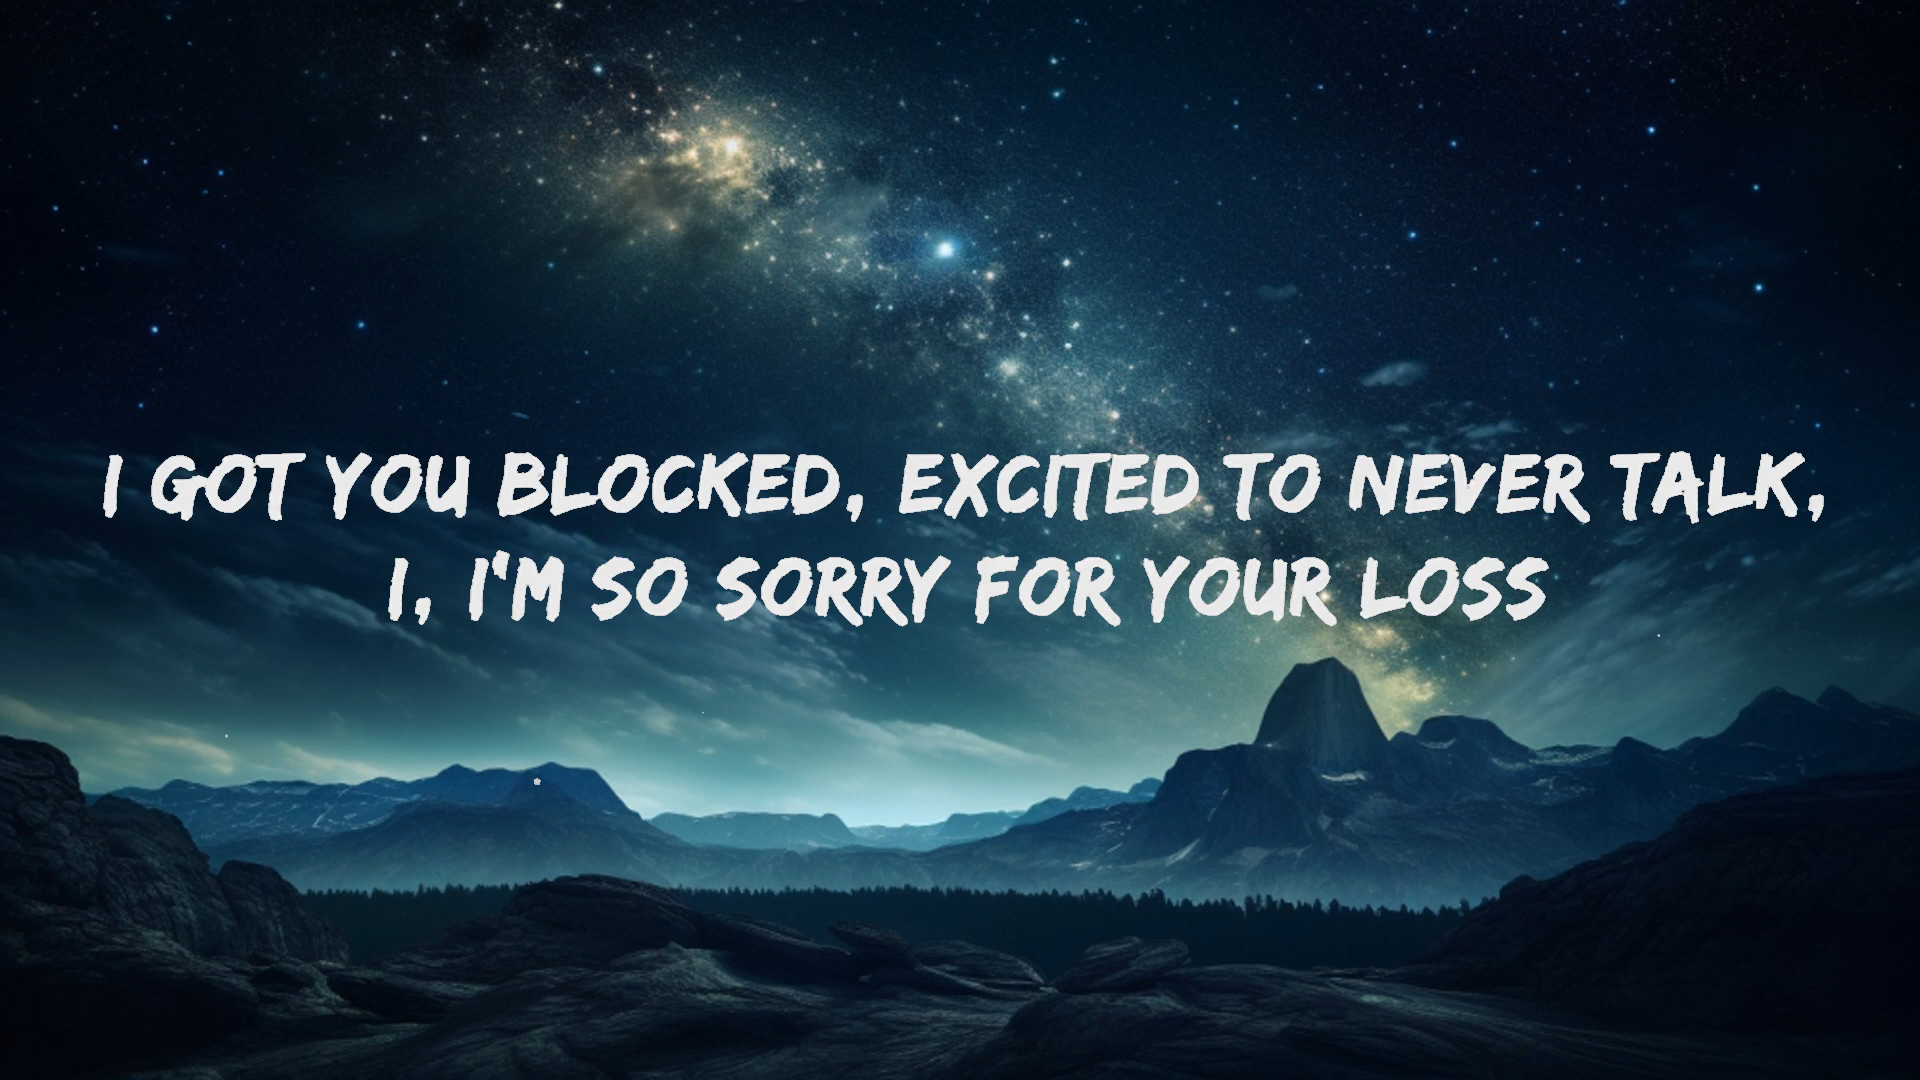 I GOT YOU BLOCKED, EXCITED TO NEVER TALK,
I, I'M SO SORRY FOR YOUR LOSS